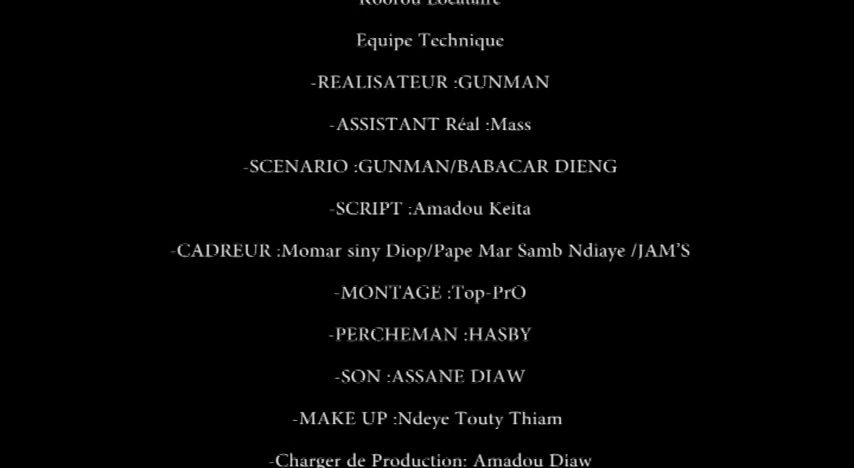 Roofou Locataire
Equipe Technique
-REALISATEUR :GUNMAN
-ASSISTANT Réal :Mass
-SCENARIO :GUNMAN/BABACAR DIENG
-SCRIPT :Amadou Keita
-CADREUR :Momar siny Diop/Pape Mar Samb Ndiaye /JAM'S
-MONTAGE :Top-PrO
-PERCHEMAN :HASBY
-SON :ASSANE DIAW
-MAKE UP :Ndeye Touty Thiam
-Charger de Production: Amadou Diaw